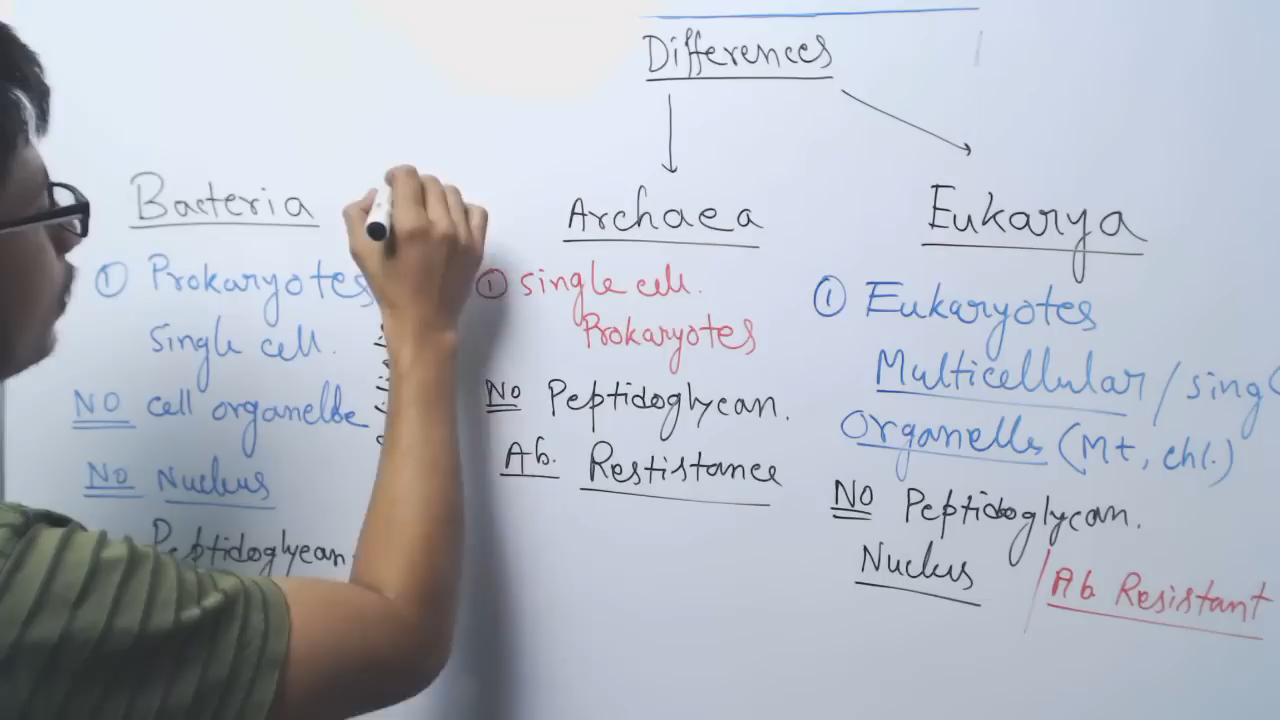 Differences
Bacteria
① Prokaryotes
single cell.
NO cell organelle
NO Nucleus
Peptidoglycan
Archaea
① single cell.
Prokaryotes
No Peptidoglycan.
Ab. Restistance
Eukarya
① Eukaryotes
Multicellular / sing
Organells (Mt, chl.)
NO Peptidoglycan.
Nucleus
Ab Resistant